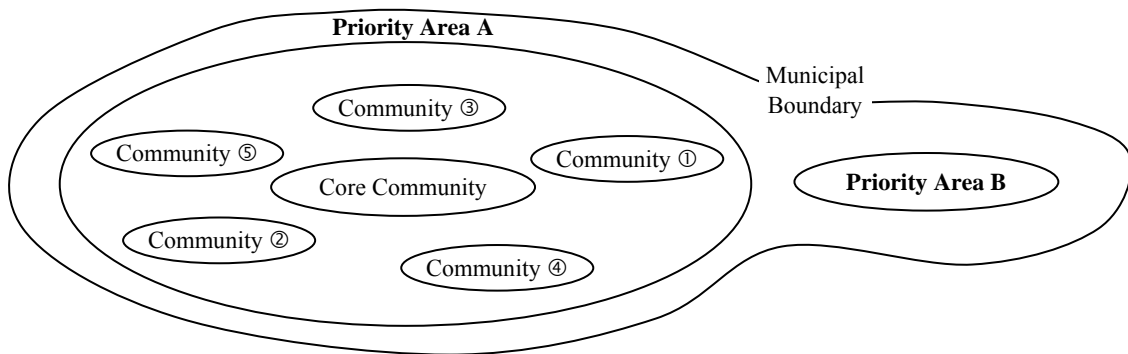 Priority Area A
Municipal
Boundary
Community ③
Community ⑤
Community ①
Core Community
Priority Area B
Community ②
Community ④